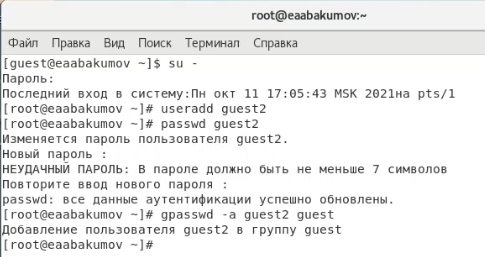 root@eaabakumov:~
Файл Правка Вид Поиск Терминал Справка
[guest@eaabakumov ~]$ su -
Пароль:
Последний вход в систему:Пн окт 11 17:05:43 MSK 2021на pts/1
[root@eaabakumov ~]# useradd guest2
[root@eaabakumov ~]# passwd guest2
Изменяется пароль пользователя guest2.
Новый пароль :
НЕУДАЧНЫЙ ПАРОЛЬ: В пароле должно быть не меньше 7 символов
Повторите ввод нового пароля :
passwd: все данные аутентификации успешно обновлены.
[root@eaabakumov ~]# gpasswd -a guest2 guest
Добавление пользователя guest2 в группу guest
[root@eaabakumov ~]#